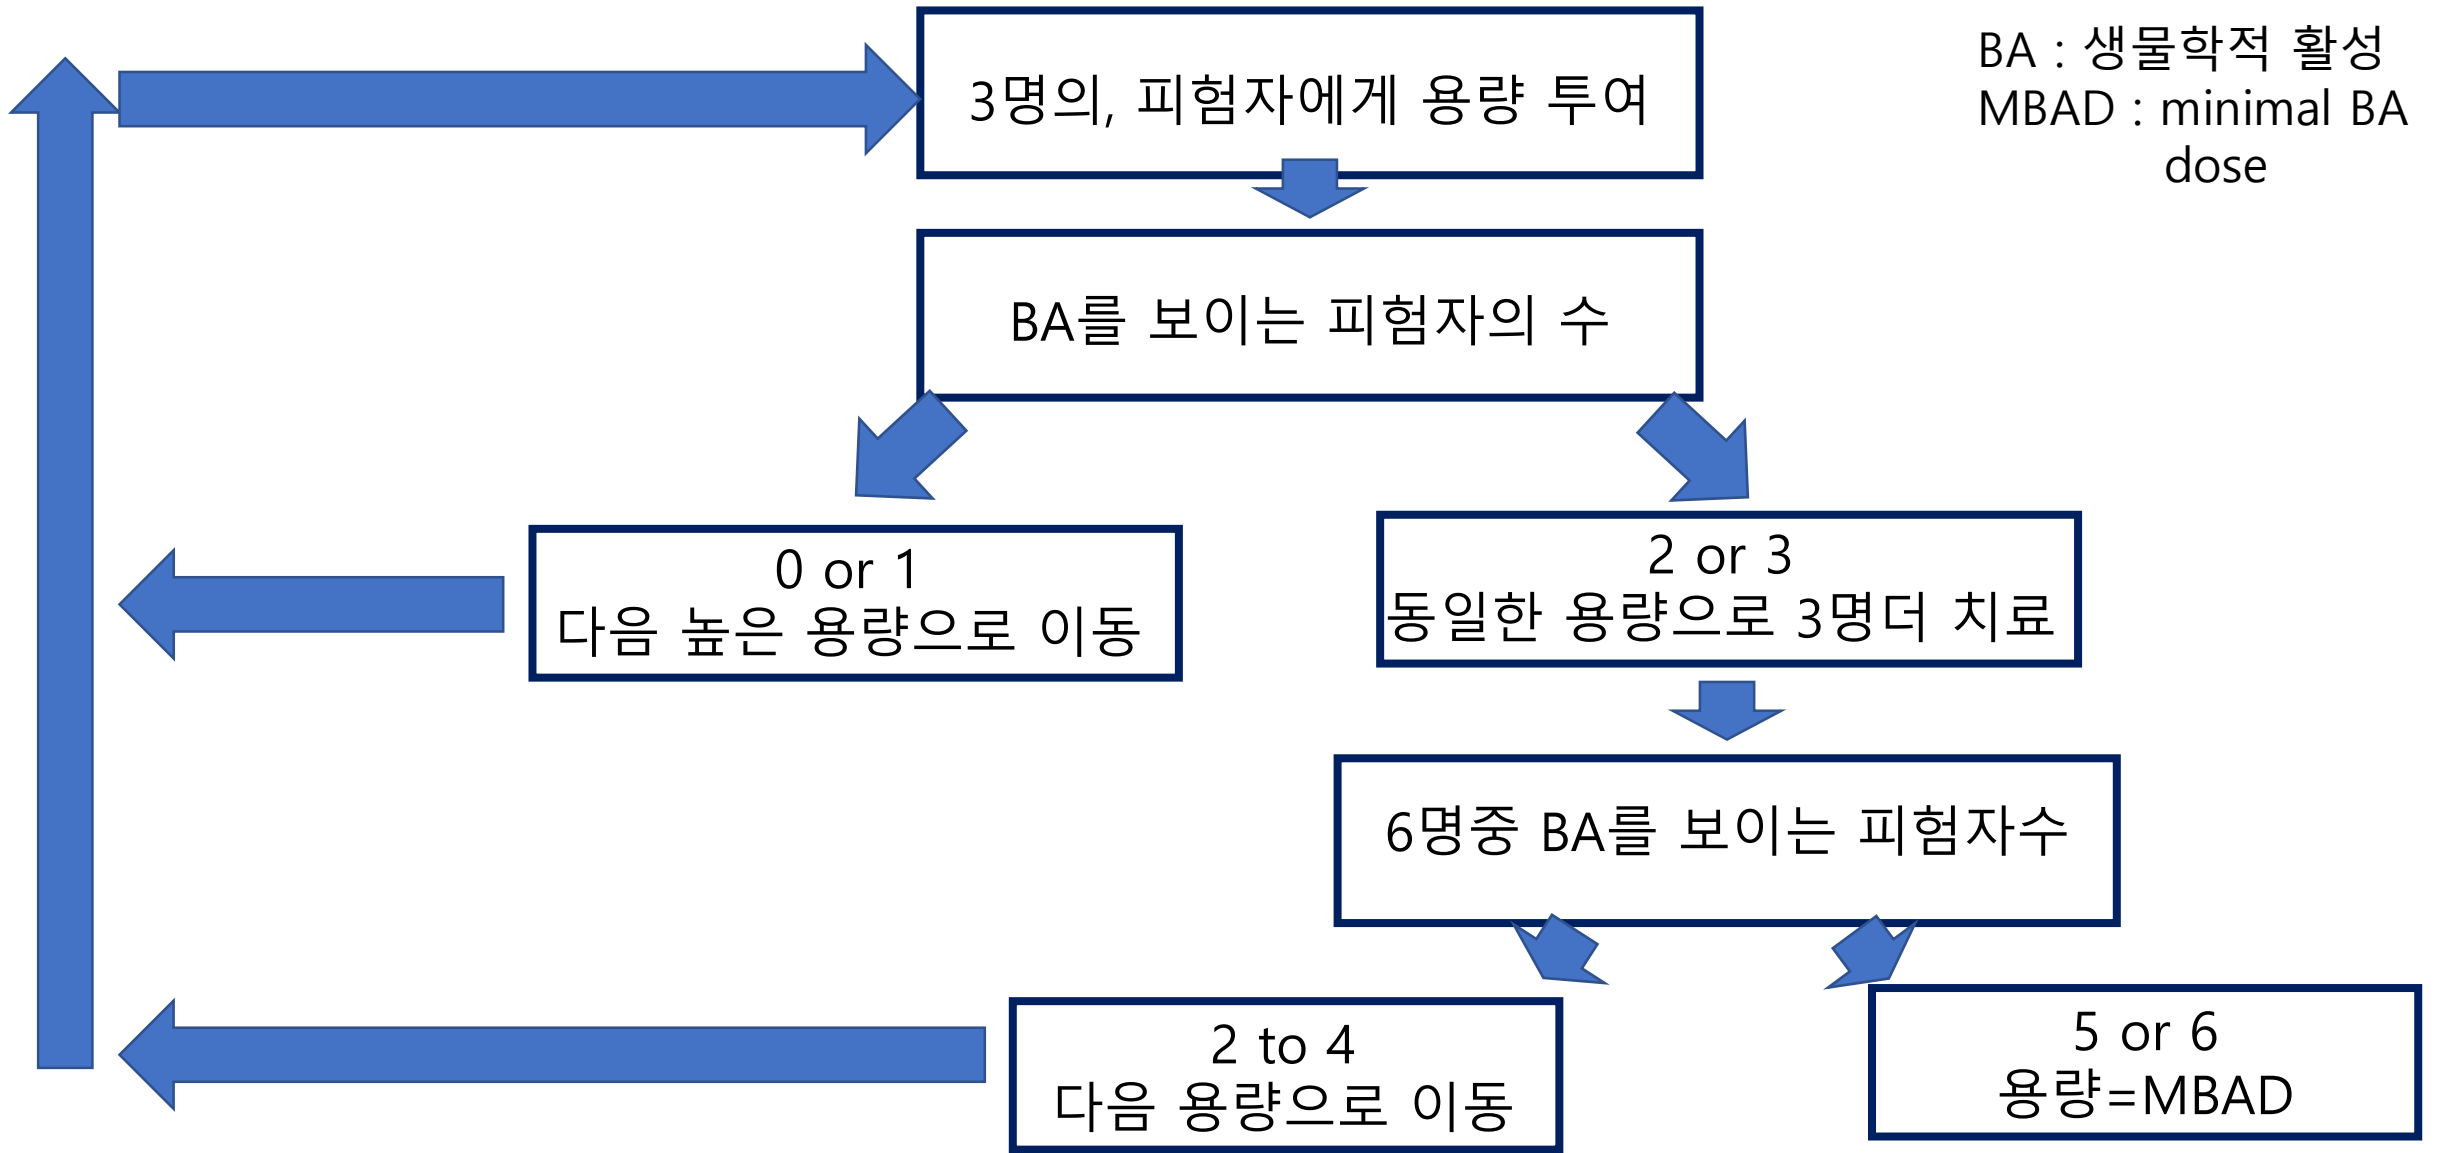 BA : 생물학적 활성
MBAD : minimal BA
dose
3명의, 피험자에게 용량 투여
BA를 보이는 피험자의 수
0 or 1
다음 높은 용량으로 이동
2 or 3
동일한 용량으로 3명더 치료
6명중 BA를 보이는 피험자수
2 to 4
다음 용량으로 이동
5 or 6
용량=MBAD